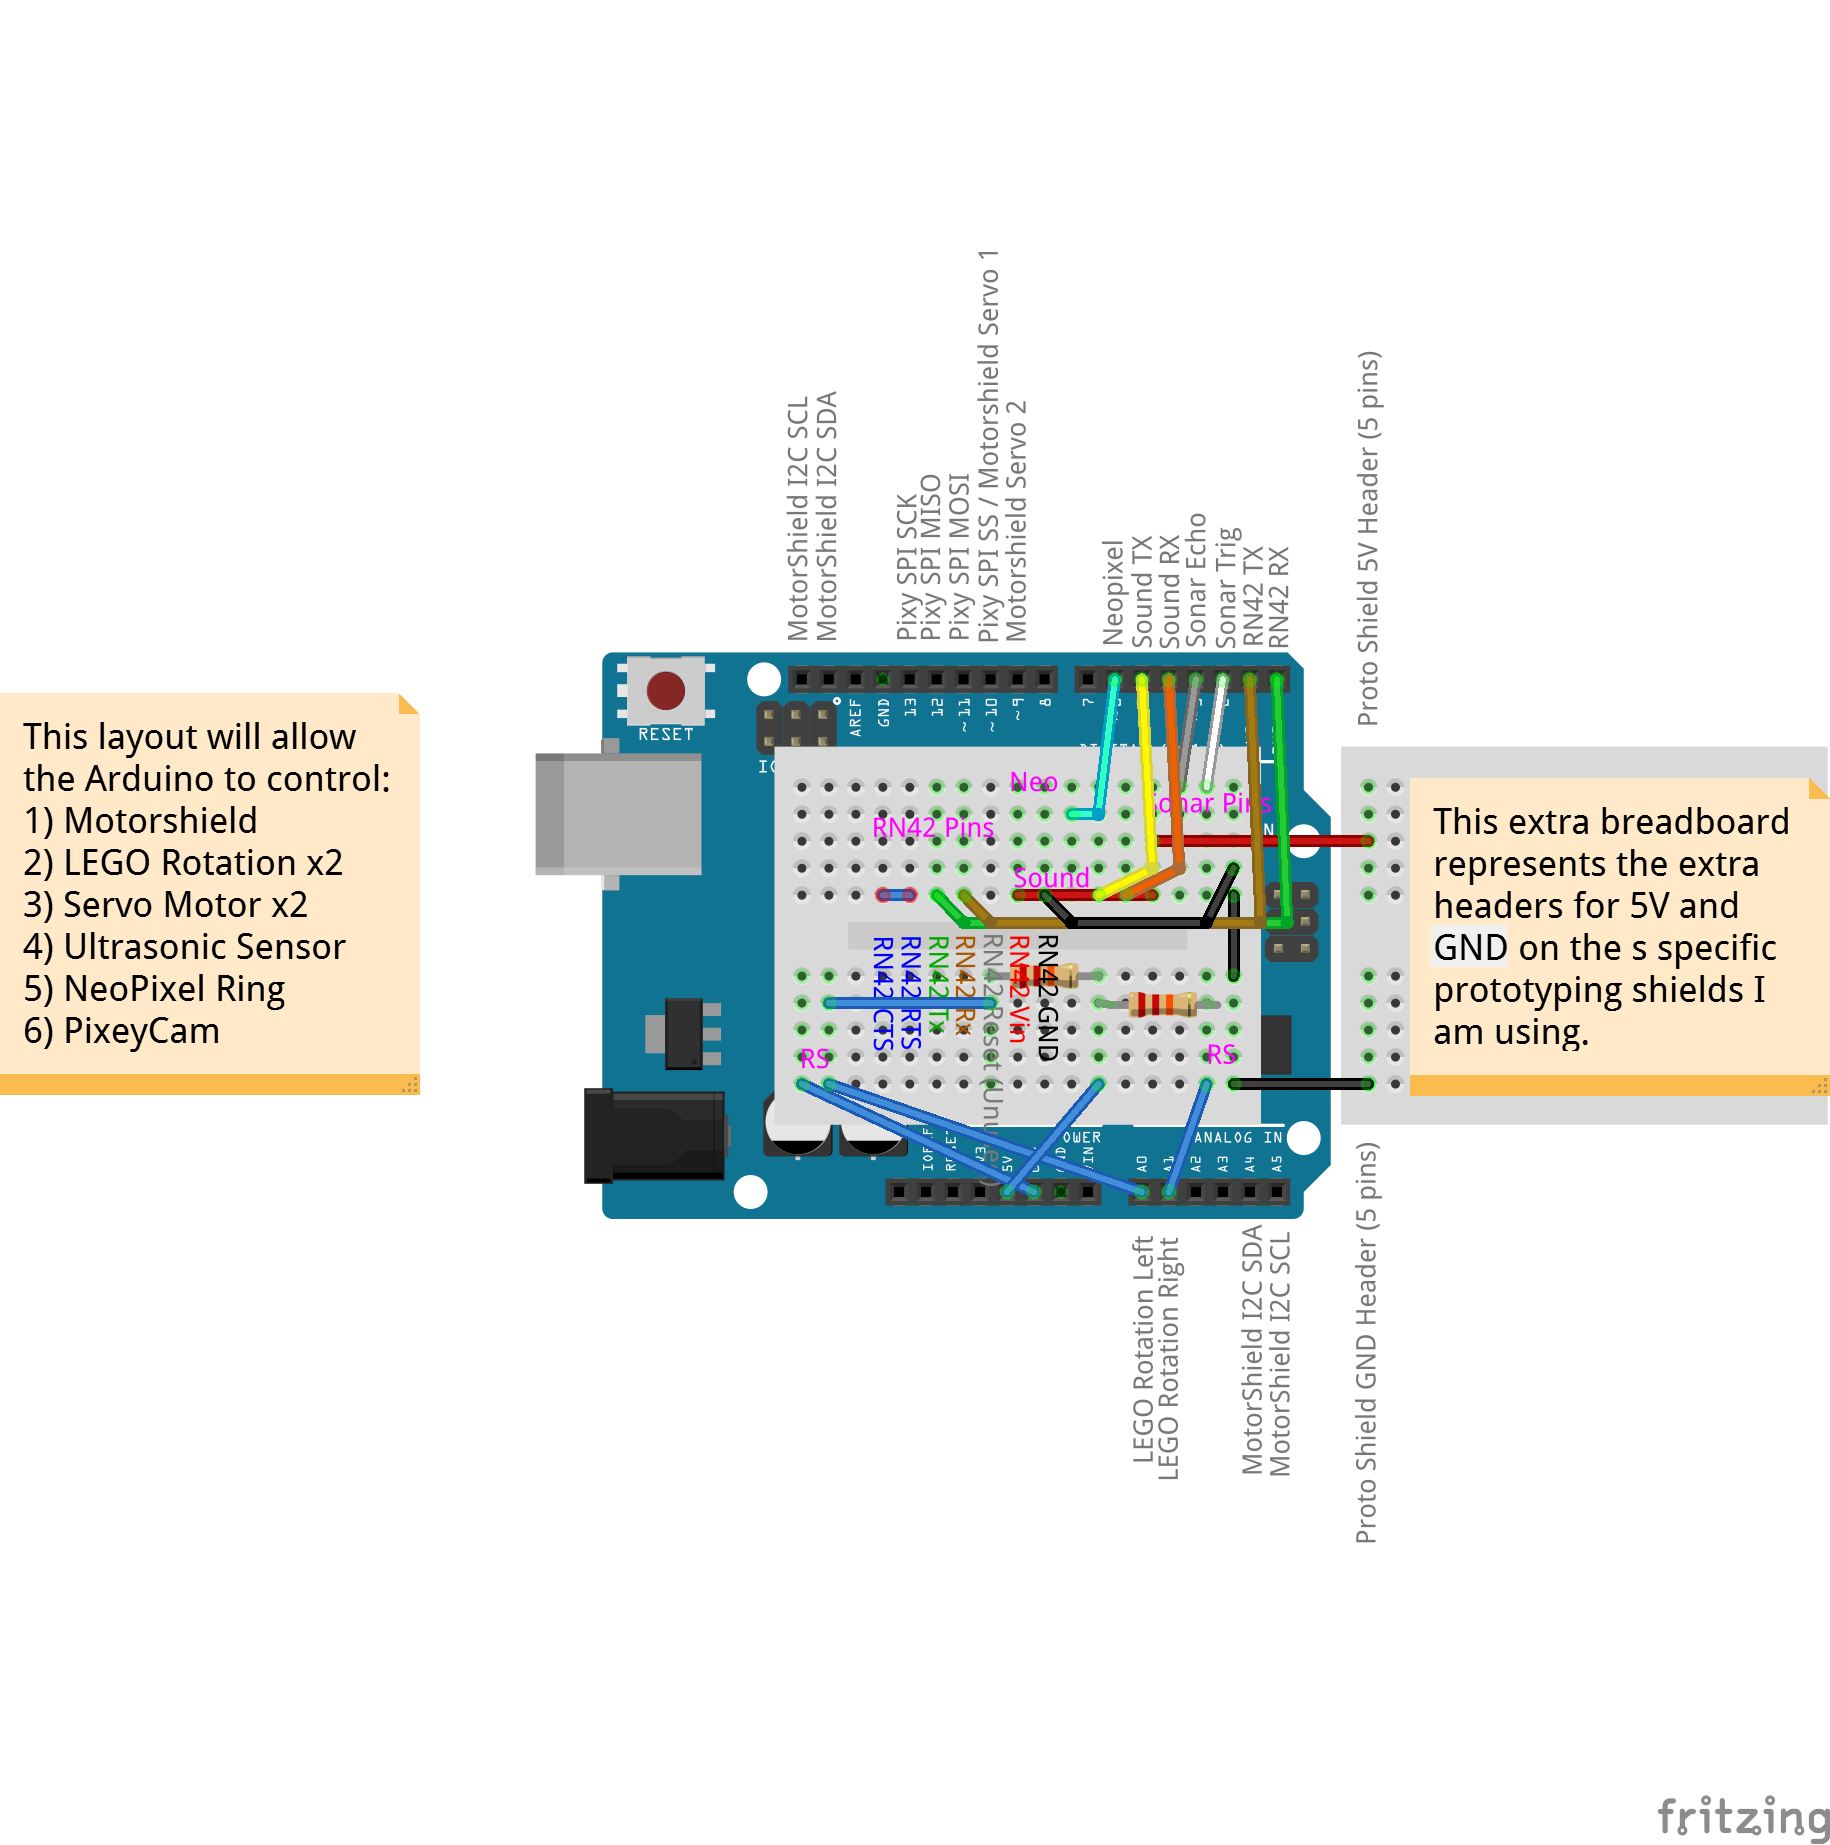 MotorShield I2C SCL
MotorShield I2C SDA
Pixy SPI SCK
Pixy SPI MISO
Pixy SPI MOSI
Pixy SPI SS / Motorshield Servo 1
Motorshield Servo 2
Neopixel
Sound TX
Sound RX
Sonar Echo
Sonar Trig
RN42 TX
RN42 RX
Proto Shield 5V Header (5 pins)
This layout will allow
the Arduino to control:
1) Motorshield
2) LEGO Rotation x2
3) Servo Motor x2
4) Ultrasonic Sensor
5) NeoPixel Ring
6) PixeyCam
RESET
AREF
GND
13
12
~11
~10
~9
8
7
Neo
Sonar Pins
RN42 Pins
Sound
RN42 CTS
RN42 RTS
RN42 Tx
RN42 Rx
RN42 Reset
RN42 Vin
RN42 GND
RS
RS
This extra breadboard
represents the extra
headers for 5V and
GND on the s specific
prototyping shields I
am using.
ANALOG IN
5V
A0
A1
A2
A3
A4
A5
LEGO Rotation Left
LEGO Rotation Right
MotorShield I2C SDA
MotorShield I2C SCL
Proto Shield GND Header (5 pins)
fritzing